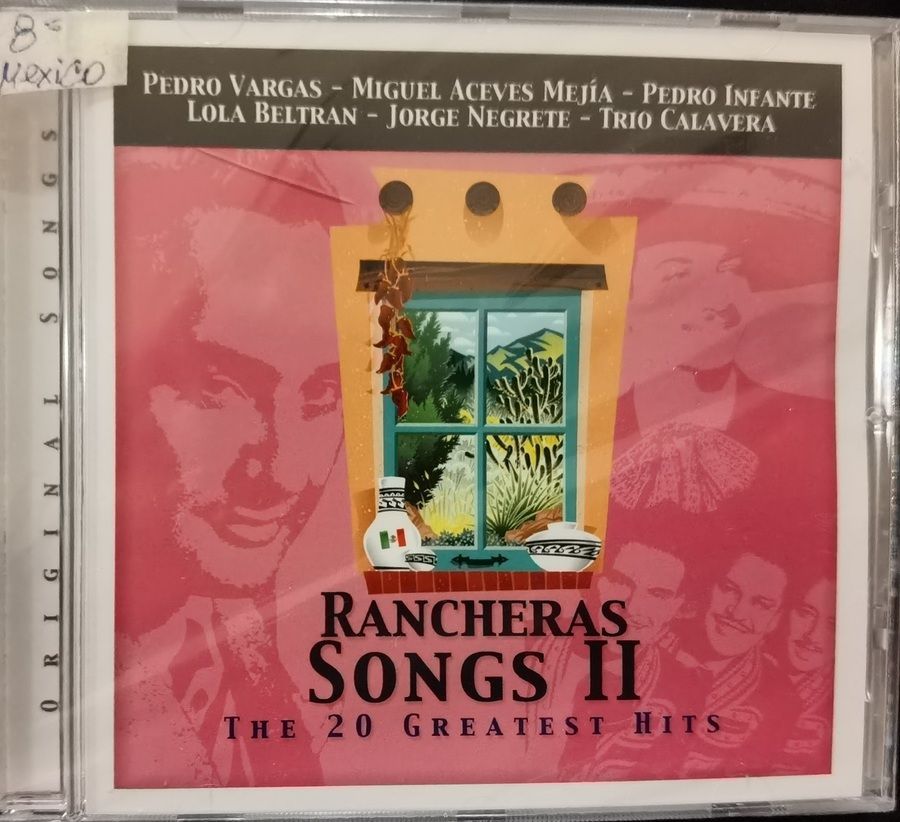 8-
Mexico
PEDRO VARGAS - MIGUEL ACEVES MEJÍA - PEDRO INFANTE
LOLA BELTRAN - JORGE NEGRETE - TRIO CALAVERA
ORIGINAL SONGS
RANCHERAS
SONGS II
THE 20 GREATEST HITS